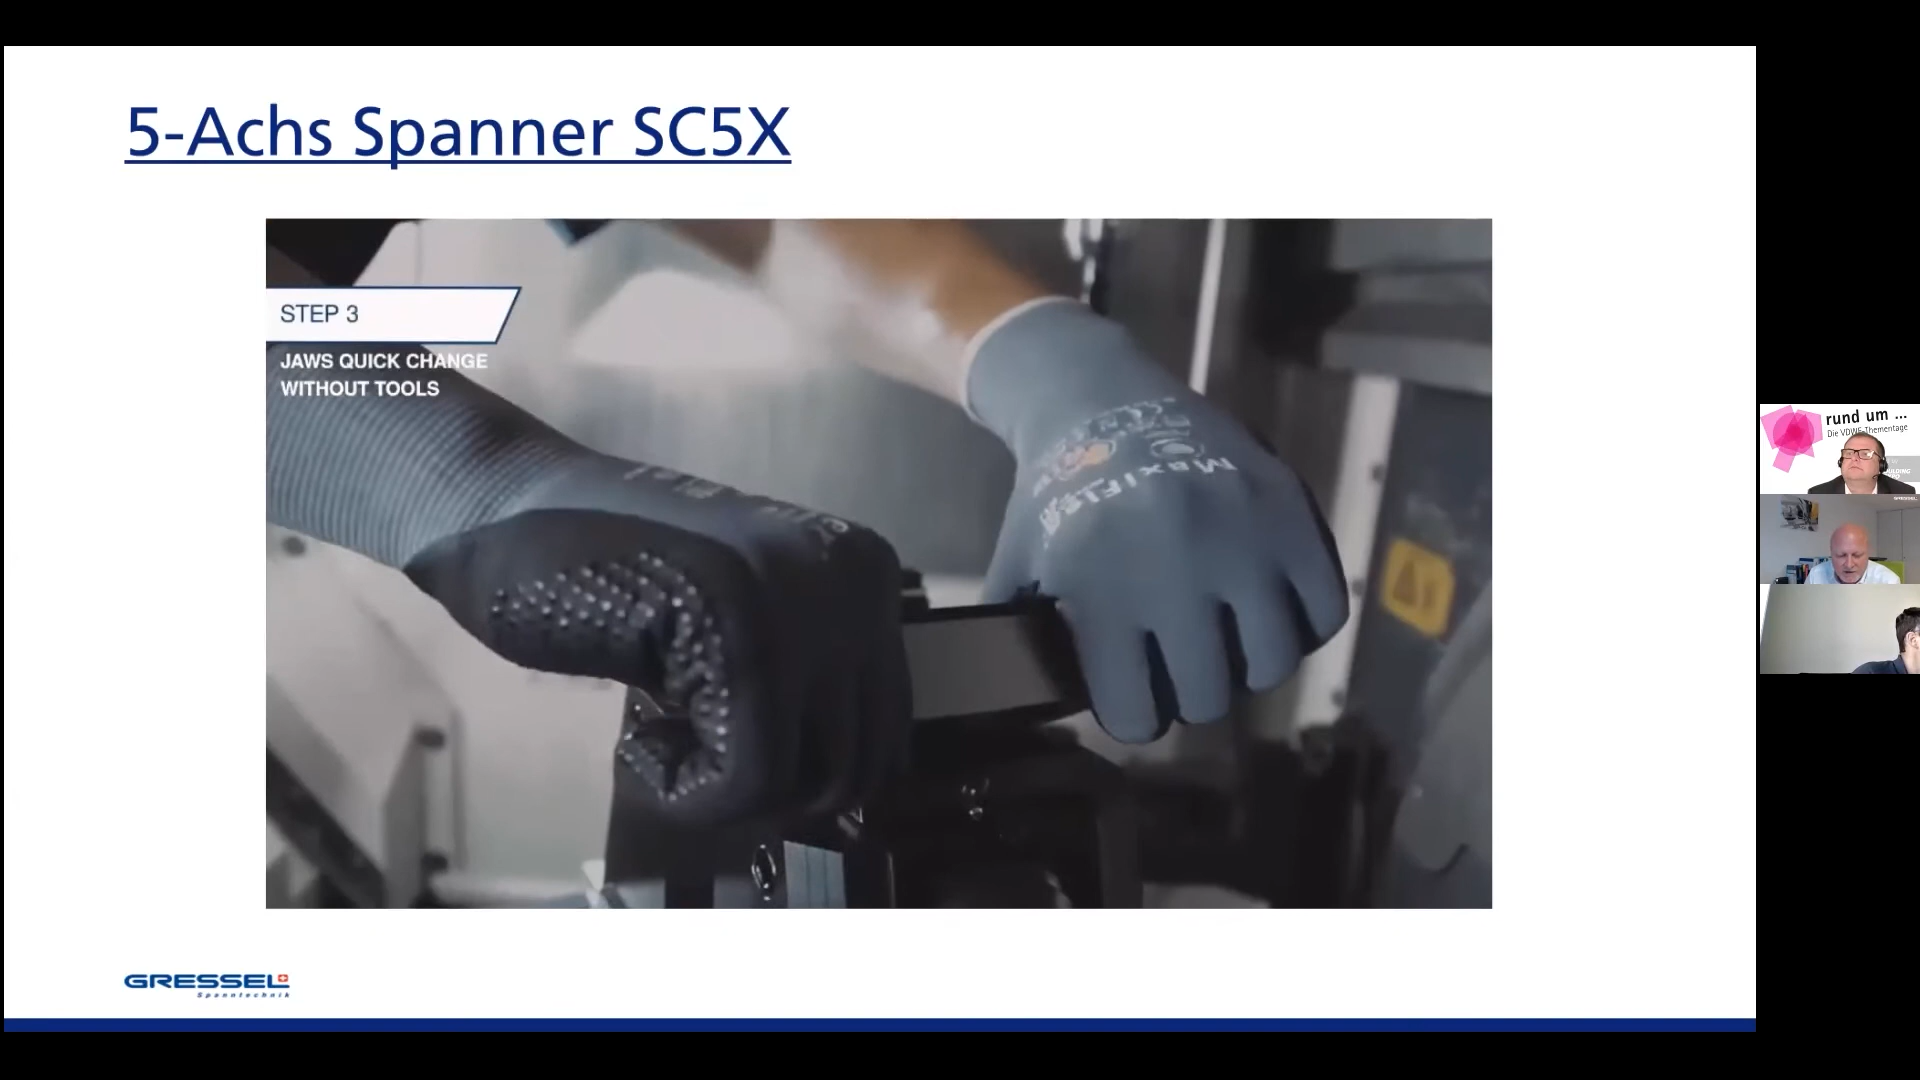 5-Achs Spanner SC5X
STEP 3
JAWS QUICK CHANGE
WITHOUT TOOLS
MaxiFlex
GRESSEL
Spanntechnik
rund um ...
Die VDWF-Thementage
GRESSEL